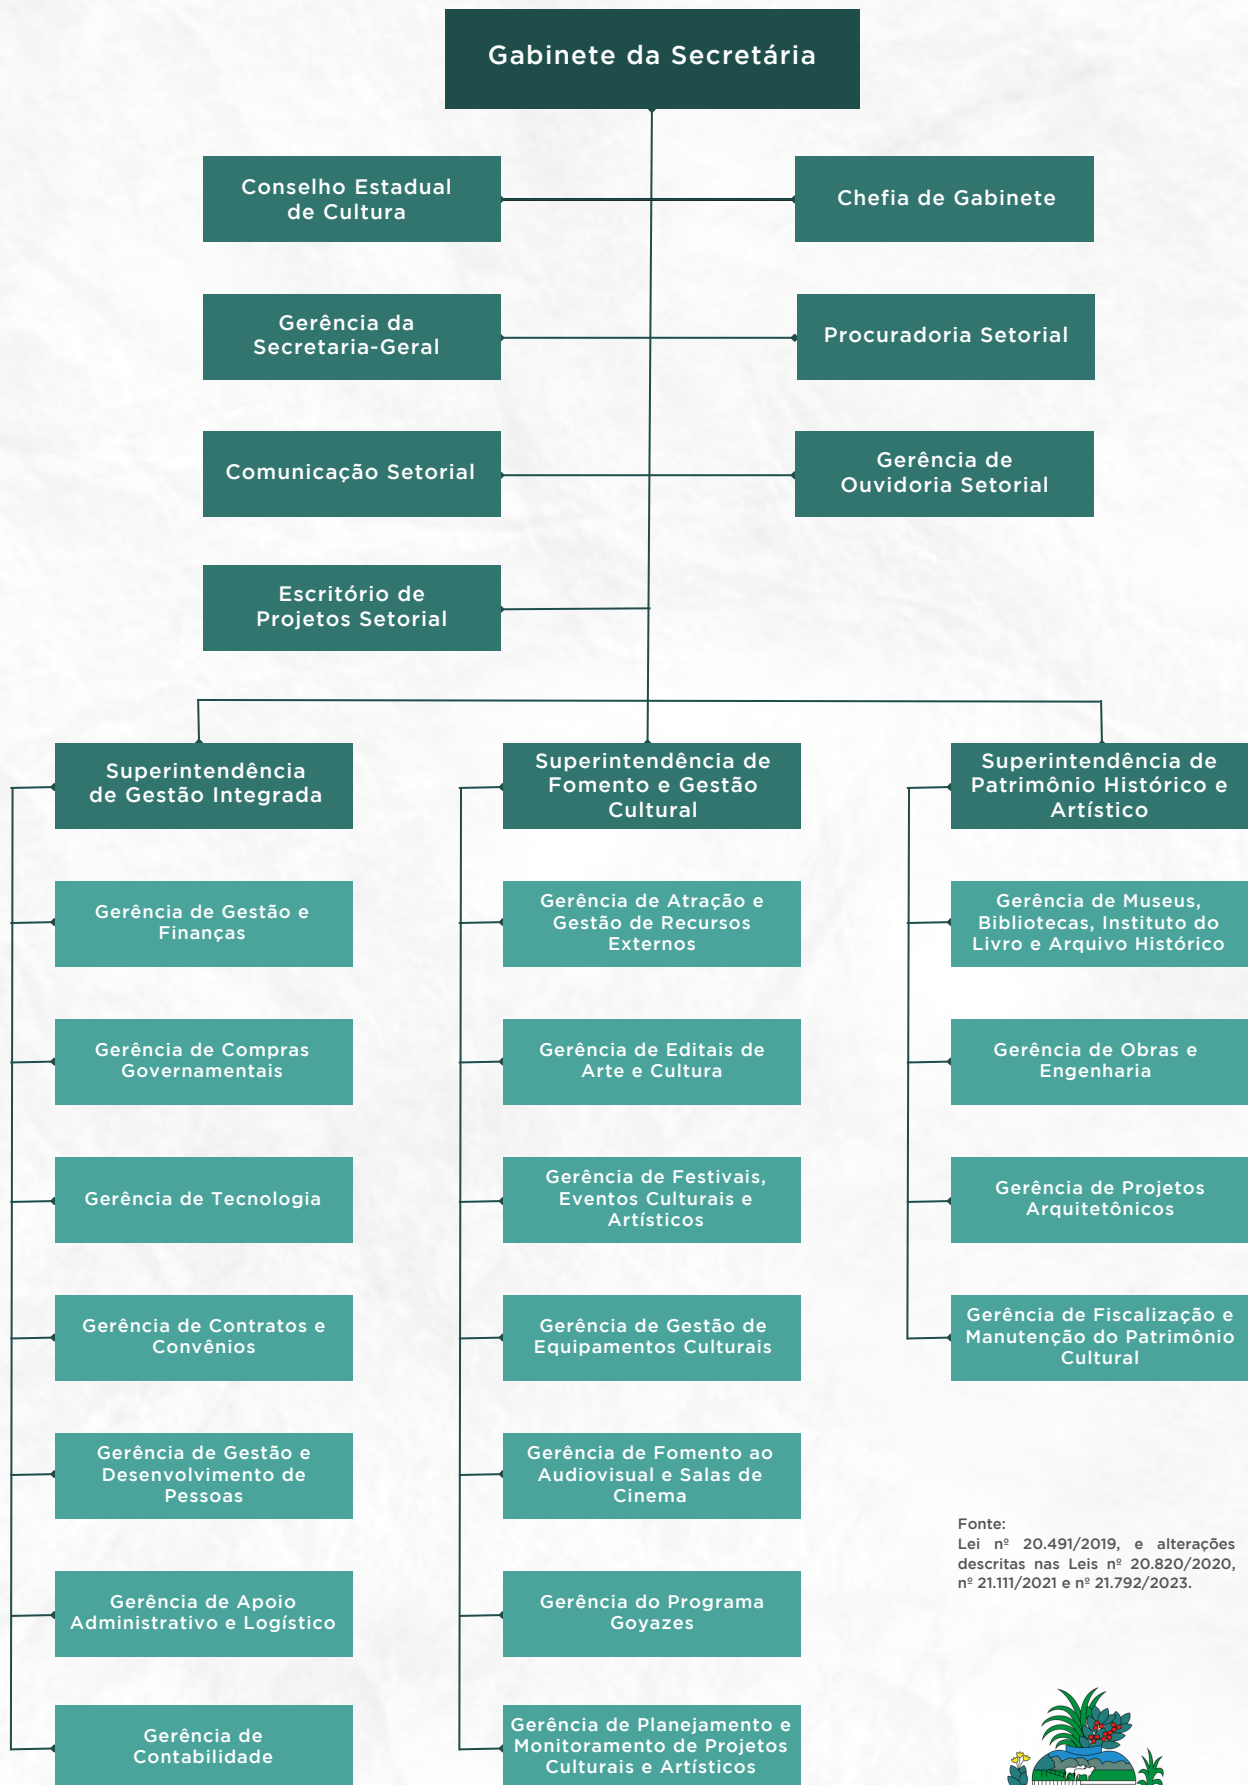 Gabinete da Secretária
Conselho Estadual
de Cultura
Chefia de Gabinete
Gerência da
Secretaria-Geral
Procuradoria Setorial
Comunicação Setorial
Gerência de
Ouvidoria Setorial
Escritório de
Projetos Setorial
Superintendência
de Gestão Integrada
Superintendência de
Fomento e Gestão
Cultural
Superintendência de
Patrimônio Histórico e
Artístico
Gerência de Gestão e
Finanças
Gerência de Atração e
Gestão de Recursos
Externos
Gerência de Museus,
Bibliotecas, Instituto do
Livro e Arquivo Histórico
Gerência de Compras
Governamentais
Gerência de Editais de
Arte e Cultura
Gerência de Obras e
Engenharia
Gerência de Tecnologia
Gerência de Festivais,
Eventos Culturais e
Artísticos
Gerência de Projetos
Arquitetônicos
Gerência de Contratos e
Convênios
Gerência de Gestão de
Equipamentos Culturais
Gerência de Fiscalização e
Manutenção do Patrimônio
Cultural
Gerência de Gestão e
Desenvolvimento de
Pessoas
Gerência de Fomento ao
Audiovisual e Salas de
Cinema
Gerência de Apoio
Administrativo e Logístico
Gerência do Programa
Goyazes
Gerência de
Contabilidade
Gerência de Planejamento e
Monitoramento de Projetos
Culturais e Artísticos
Fonte:
Lei nº 20.491/2019, e alterações
descritas nas Leis nº 20.820/2020,
nº 21.111/2021 e nº 21.792/2023.